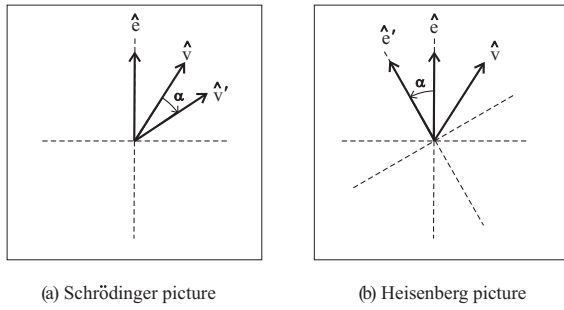 ê
v̂
α
v̂'
(a) Schrödinger picture
ê'
ê
v̂
α
(b) Heisenberg picture